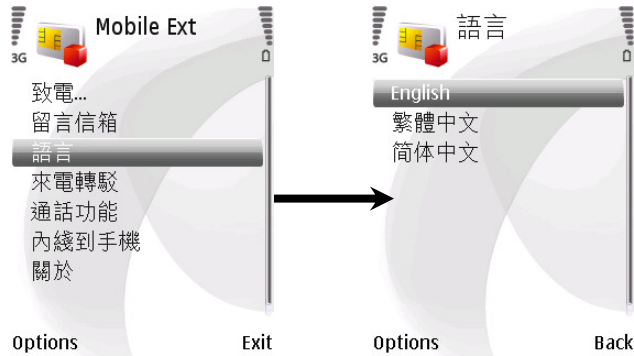 3G
Mobile Ext
致電...
留言信箱
語言
來電轉駁
通話功能
內綫到手機
關於
Options Exit
3G
語言
English
繁體中文
简体中文
Options Back